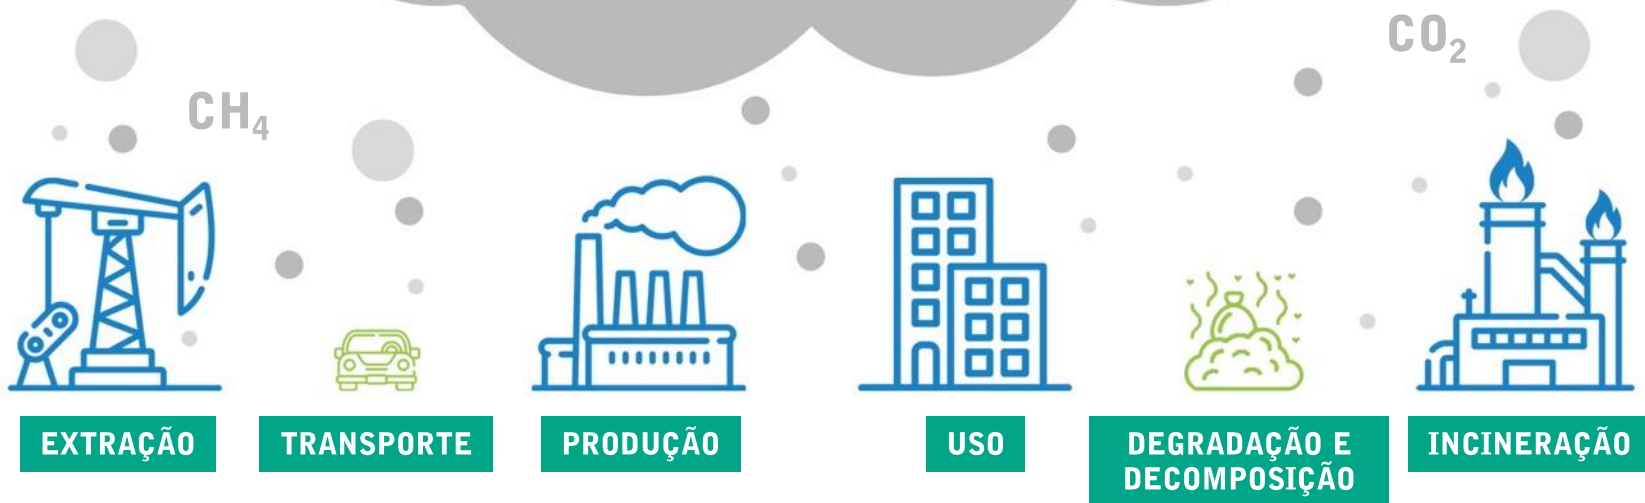 CO₂
CH₄
EXTRAÇÃO
TRANSPORTE
PRODUÇÃO
USO
DEGRADAÇÃO E
DECOMPOSIÇÃO
INCINERAÇÃO